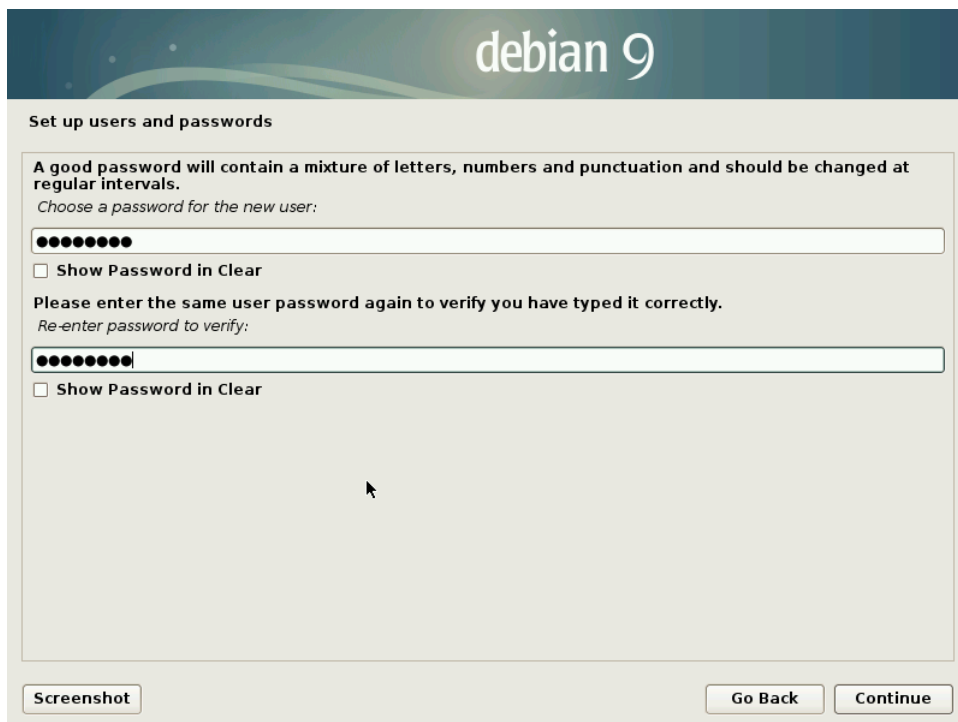 debian 9
Set up users and passwords
A good password will contain a mixture of letters, numbers and punctuation and should be changed at
regular intervals.
Choose a password for the new user:
●●●●●●●●
Show Password in Clear
Please enter the same user password again to verify you have typed it correctly.
Re-enter password to verify:
●●●●●●●●
Show Password in Clear
Screenshot
Go Back
Continue